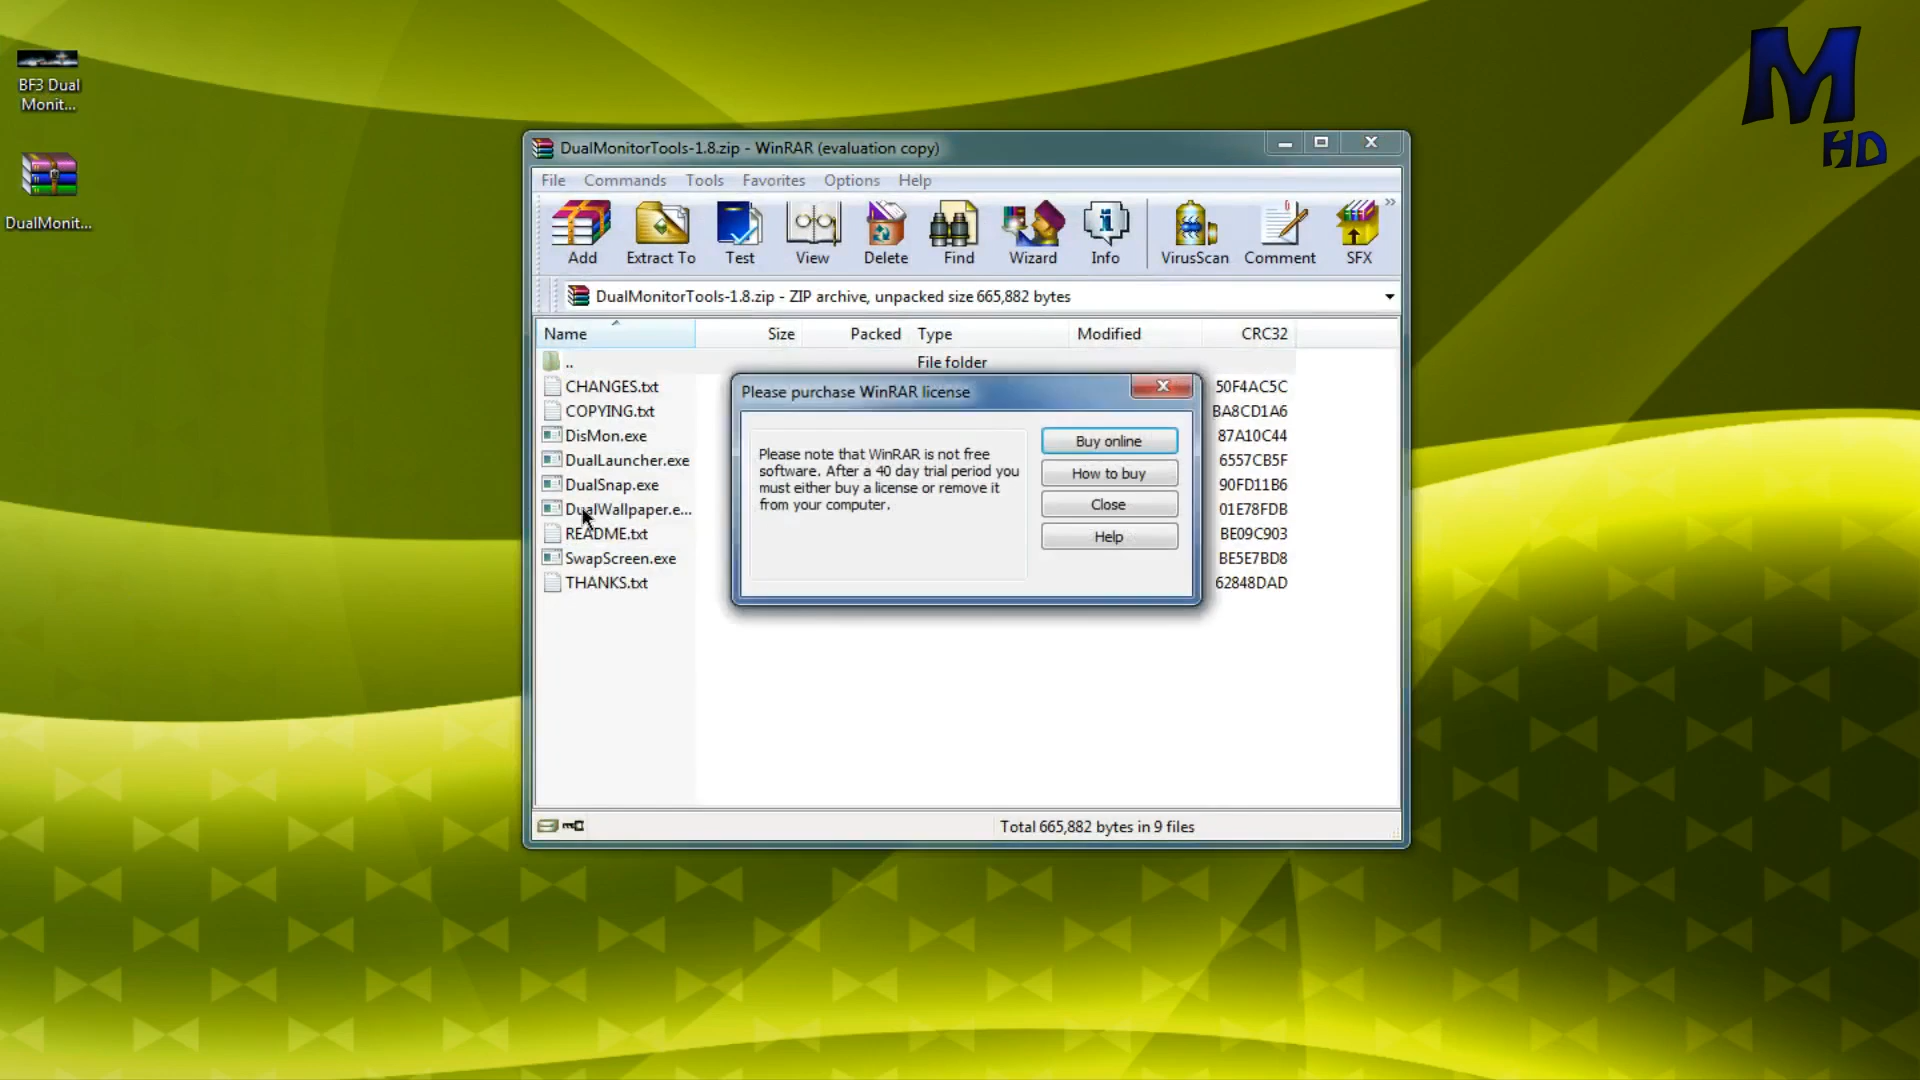 BF3 Dual
Monit...
DualMonit...
M
HD
DualMonitorTools-1.8.zip - WinRAR (evaluation copy)
File Commands Tools Favorites Options Help
Add Extract To Test View Delete Find Wizard Info VirusScan Comment SFX
DualMonitorTools-1.8.zip - ZIP archive, unpacked size 665,882 bytes
Name Size Packed Type Modified CRC32
.. File folder
CHANGES.txt 50F4AC5C
COPYING.txt BA8CD1A6
DisMon.exe 87A10C44
DualLauncher.exe 6557CB5F
DualSnap.exe 90FD11B6
DualWallpaper.e... 01E78FDB
README.txt BE09C903
SwapScreen.exe BE5E7BD8
THANKS.txt 62848DAD
Please purchase WinRAR license
Please note that WinRAR is not free
software. After a 40 day trial period you
must either buy a license or remove it
from your computer.
Buy online
How to buy
Close
Help
Total 665,882 bytes in 9 files